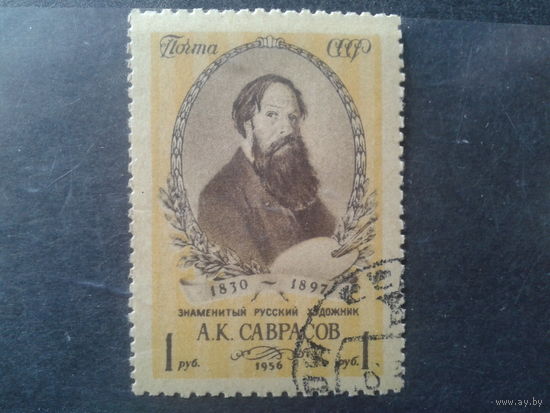 Почта СССР
1830 1897
ЗНАМЕНИТЫЙ РУССКИЙ ХУДОЖНИК
А.К. САВРАСОВ
1 руб. 1956 руб. 1
www.ay.by